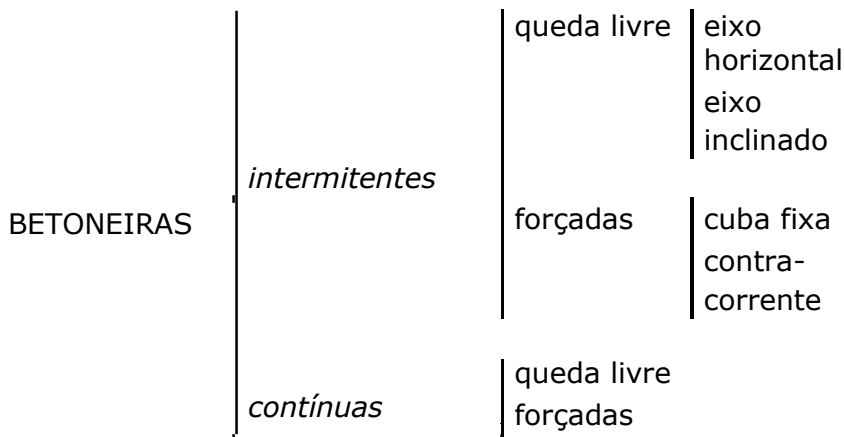 queda livre
eixo
horizontal
eixo
inclinado
intermitentes
BETONEIRAS
forçadas
cuba fixa
contra-
corrente
queda livre
contínuas
forçadas